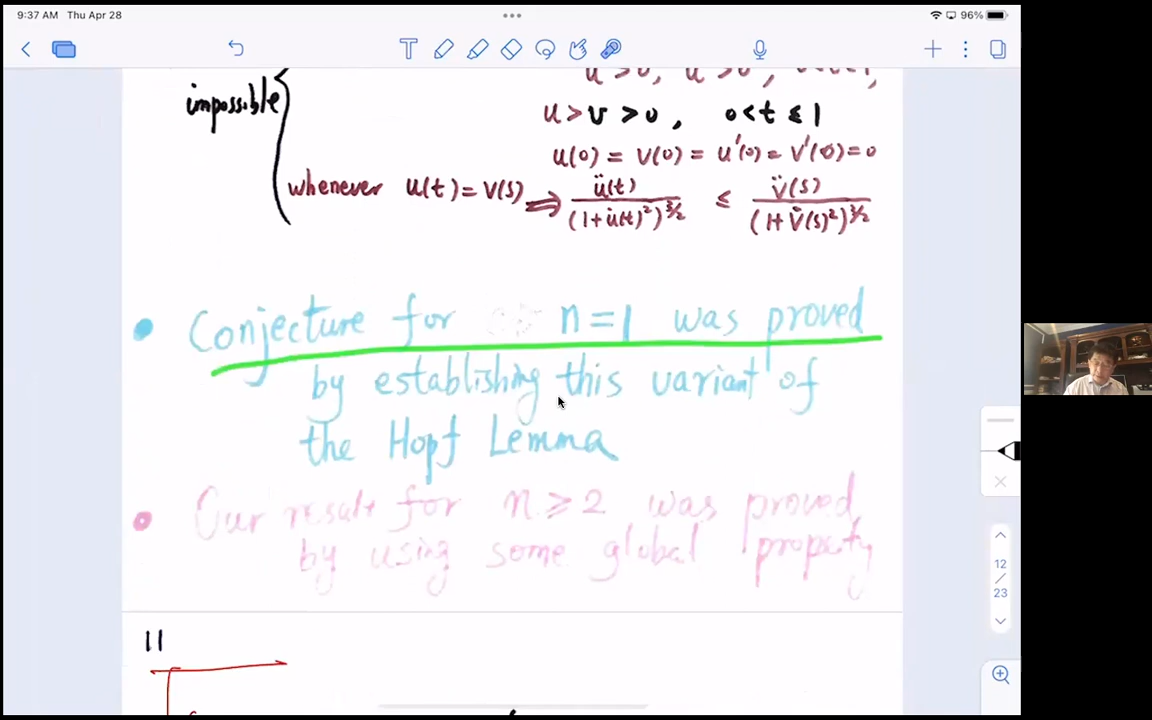 9:37 AM Thu Apr 28
96%
impossible
u > v > 0 , 0 < t ≤ 1
u(0) = v(0) = u'(0) = v'(0) = 0
whenever u(t) = v(s) ⇒ ü(t) / (1+u̇(t)²)^{3/2} ≤ v̈(s) / (1+v̇(s)²)^{3/2}
• Conjecture for n = 1 was proved
by establishing this variant of
the Hopf Lemma
• Our result for n ≥ 2 was proved
by using some global property
12
/
23
11